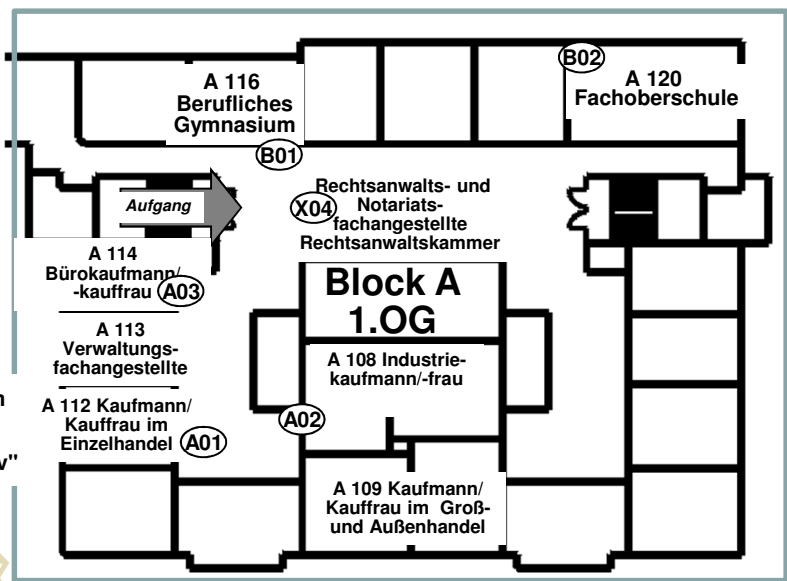 A 116
Berufliches
Gymnasium
B01
B02
A 120
Fachoberschule
Aufgang
X04
Rechtsanwalts- und
Notariats-
fachangestellte
Rechtsanwaltskammer
A 114
Bürokaufmann/
-kauffrau
A03
Block A
1.OG
A 113
Verwaltungs-
fachangestellte
A 108 Industrie-
kaufmann/-frau
A 112 Kaufmann/
Kauffrau im
Einzelhandel
A01
A02
A 109 Kaufmann/
Kauffrau im Groß-
und Außenhandel